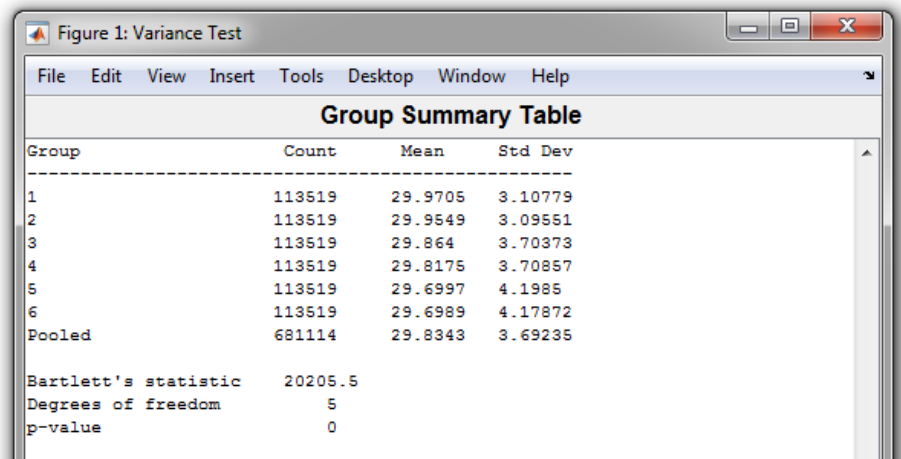 Figure 1: Variance Test
File Edit View Insert Tools Desktop Window Help
Group Summary Table
Group Count Mean Std Dev
1 113519 29.9705 3.10779
2 113519 29.9549 3.09551
3 113519 29.864 3.70373
4 113519 29.8175 3.70857
5 113519 29.6997 4.1985
6 113519 29.6989 4.17872
Pooled 681114 29.8343 3.69235
Bartlett's statistic 20205.5
Degrees of freedom 5
p-value 0